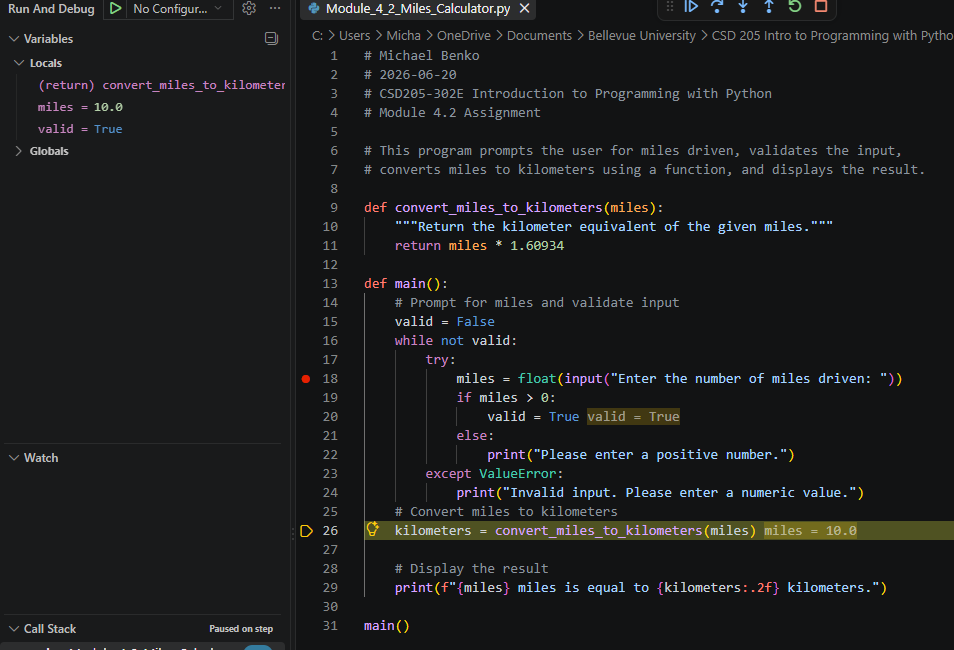 Run And Debug No Configur...
Variables
Locals
(return) convert_miles_to_kilometer
miles = 10.0
valid = True
Globals
Watch
Call Stack Paused on step
Module_4_2_Miles_Calculator.py
C: > Users > Micha > OneDrive > Documents > Bellevue University > CSD 205 Intro to Programming with Pytho
1 # Michael Benko
2 # 2026-06-20
3 # CSD205-302E Introduction to Programming with Python
4 # Module 4.2 Assignment
5
6 # This program prompts the user for miles driven, validates the input,
7 # converts miles to kilometers using a function, and displays the result.
8
9 def convert_miles_to_kilometers(miles):
10 """Return the kilometer equivalent of the given miles."""
11 return miles * 1.60934
12
13 def main():
14 # Prompt for miles and validate input
15 valid = False
16 while not valid:
17 try:
18 miles = float(input("Enter the number of miles driven: "))
19 if miles > 0:
20 valid = True valid = True
21 else:
22 print("Please enter a positive number.")
23 except ValueError:
24 print("Invalid input. Please enter a numeric value.")
25 # Convert miles to kilometers
26 kilometers = convert_miles_to_kilometers(miles) miles = 10.0
27
28 # Display the result
29 print(f"{miles} miles is equal to {kilometers:.2f} kilometers.")
30
31 main()